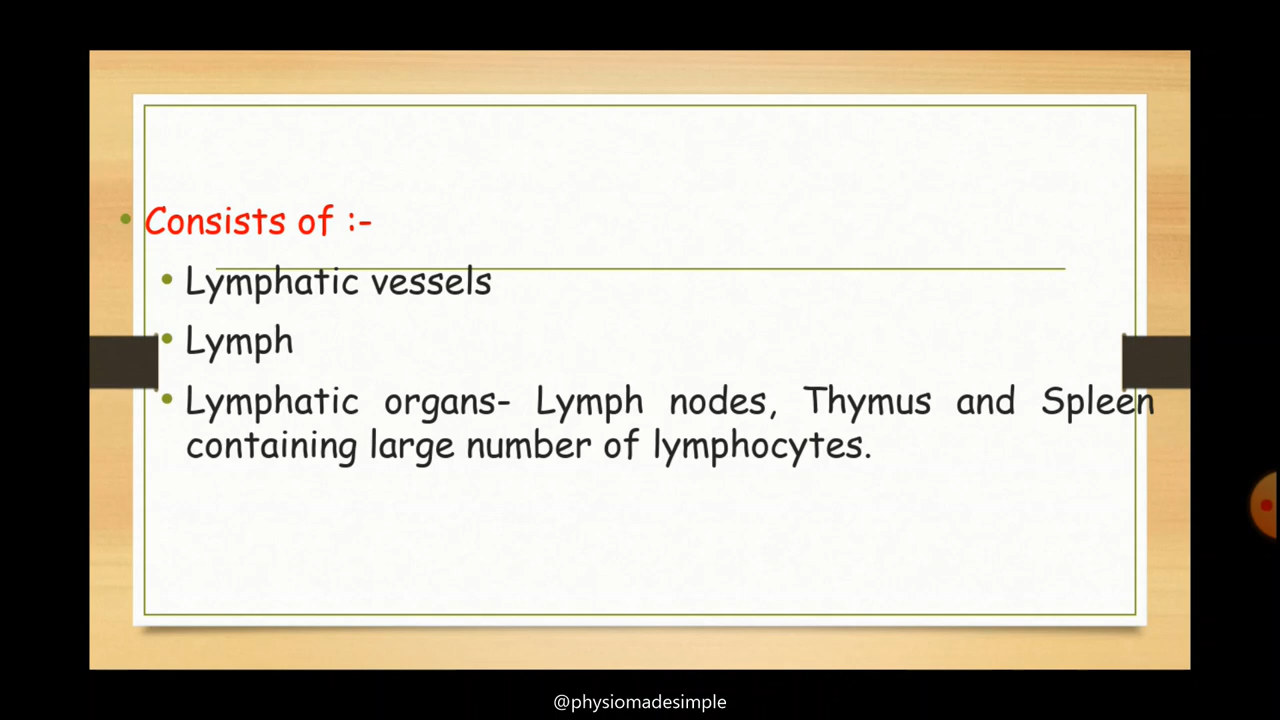 Consists of :-
Lymphatic vessels
Lymph
Lymphatic organs- Lymph nodes, Thymus and Spleen
containing large number of lymphocytes.
@physiomadesimple